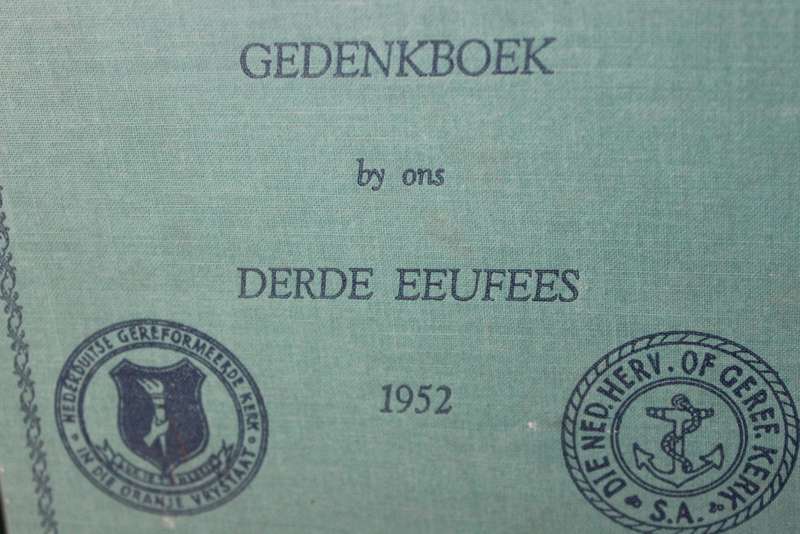 GEDENKBOEK
by ons
DERDE EEUFEES
1952
NEDERDUITSE GEREFORMEERDE KERK
IN DIE ORANJE VRYSTAAT
DIE NED. HERV. OF GEREF. KERK
S.A.